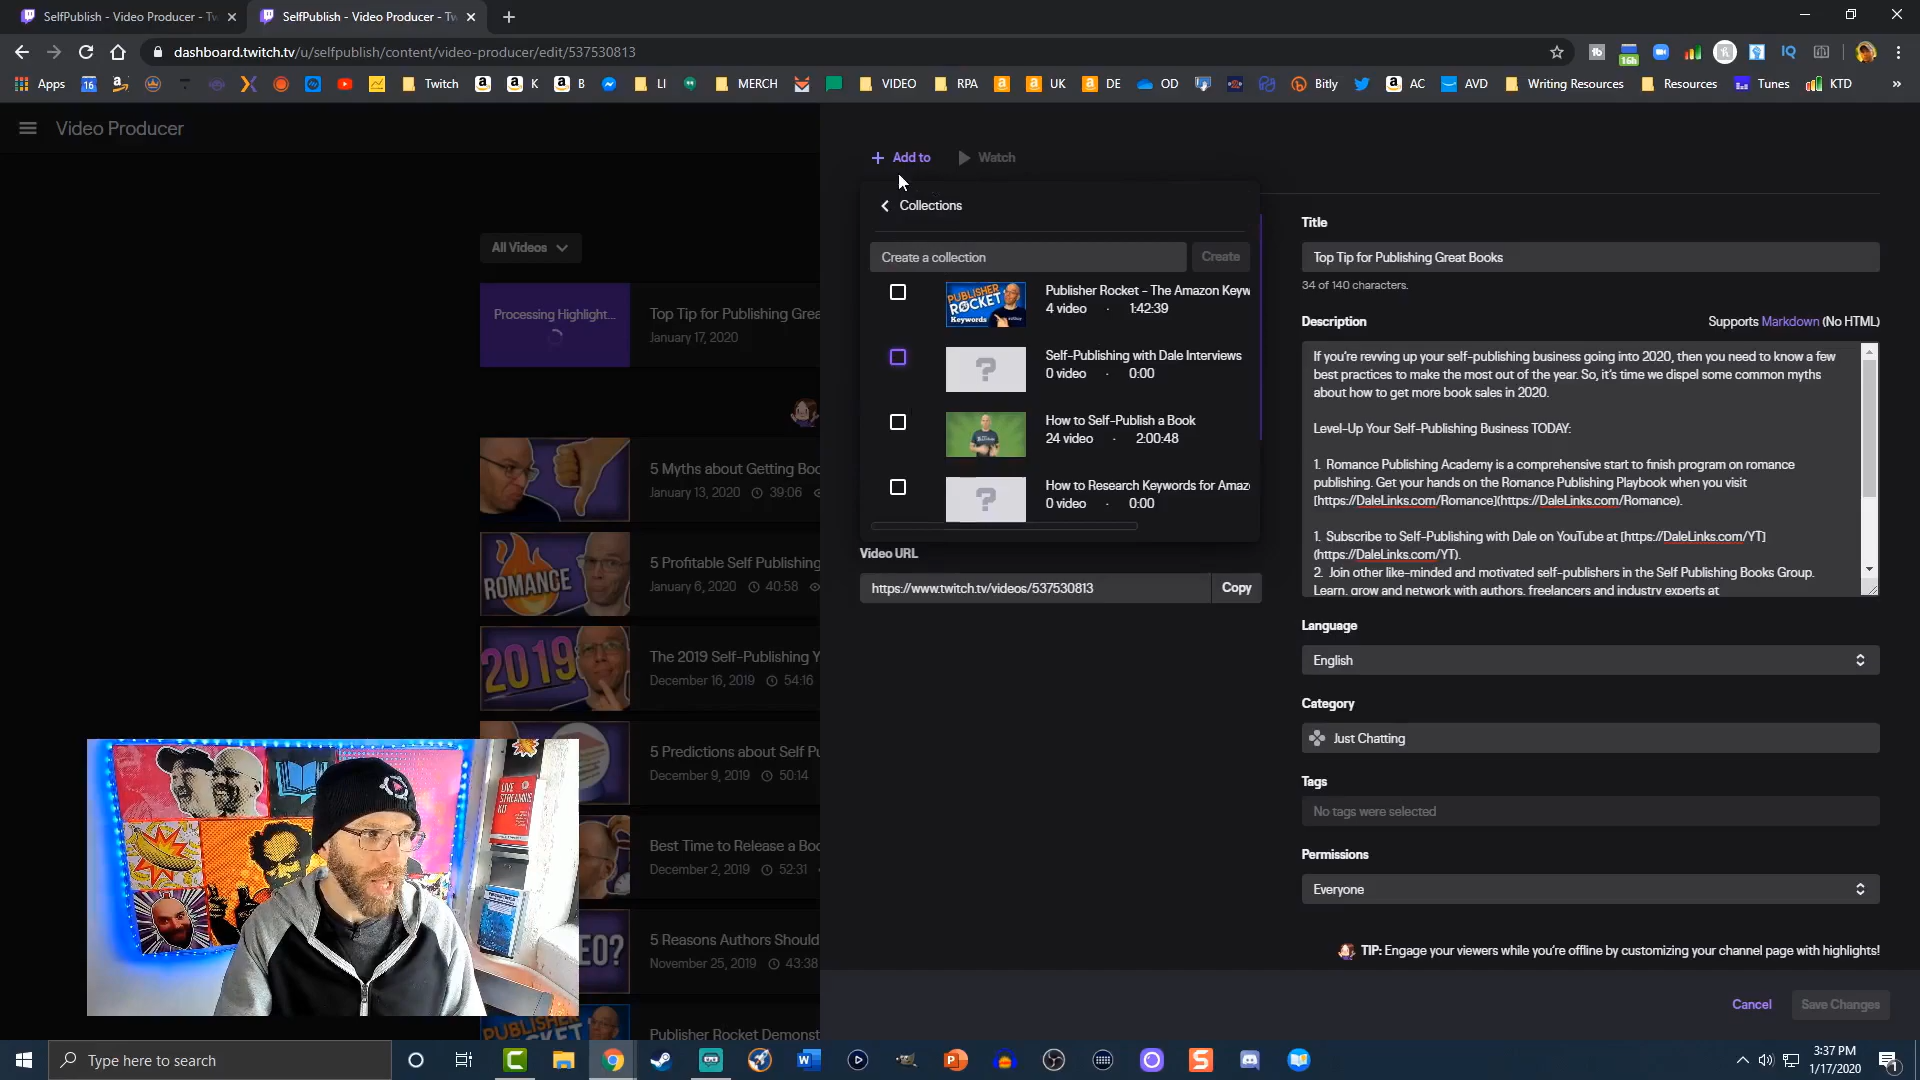 SelfPublish - Video Producer - Tw
SelfPublish - Video Producer - Tw
dashboard.twitch.tv/u/selfpublish/content/video-producer/edit/537530813
16h
Apps
16
Twitch
K
B
LI
MERCH
VIDEO
RPA
UK
DE
OD
Bitly
AC
AVD
Writing Resources
Resources
Tunes
KTD
»
Video Producer
Add to
Watch
Collections
Create a collection
Create
Publisher Rocket - The Amazon Keyw
4 video · 1:42:39
Self-Publishing with Dale Interviews
0 video · 0:00
How to Self-Publish a Book
24 video · 2:00:48
How to Research Keywords for Amaz
0 video · 0:00
PUBLISHER
ROCKET
Keywords
Video URL
https://www.twitch.tv/videos/537530813
Copy
Title
Top Tip for Publishing Great Books
34 of 140 characters.
Description
Supports Markdown (No HTML)
If you're revving up your self-publishing business going into 2020, then you need to know a few
best practices to make the most out of the year. So, it's time we dispel some common myths
about how to get more book sales in 2020.
Level-Up Your Self-Publishing Business TODAY:
1. Romance Publishing Academy is a comprehensive start to finish program on romance
publishing. Get your hands on the Romance Publishing Playbook when you visit
[https://DaleLinks.com/Romance](https://DaleLinks.com/Romance).
1. Subscribe to Self-Publishing with Dale on YouTube at [https://DaleLinks.com/YT]
(https://DaleLinks.com/YT).
2. Join other like-minded and motivated self-publishers in the Self Publishing Books Group.
Learn, grow and network with authors, freelancers and industry experts at
Language
English
Category
Just Chatting
Tags
No tags were selected
Permissions
Everyone
TIP: Engage your viewers while you're offline by customizing your channel page with highlights!
Cancel
Save Changes
All Videos
Processing Highlight...
Top Tip for Publishing Grea
January 17, 2020
5 Myths about Getting Boo
January 13, 2020 39:06
ROMANCE
5 Profitable Self Publishing
January 6, 2020 40:58
2019
The 2019 Self-Publishing Y
December 16, 2019 54:16
5 Predictions about Self Pu
December 9, 2019 50:14
Best Time to Release a Boo
December 2, 2019 52:31
EO?
5 Reasons Authors Should
November 25, 2019 43:38
PUBLISHER
ROCKET
Publisher Rocket Demonst
LIVE
STREAMING
KIT
Type here to search
3:37 PM
1/17/2020
1